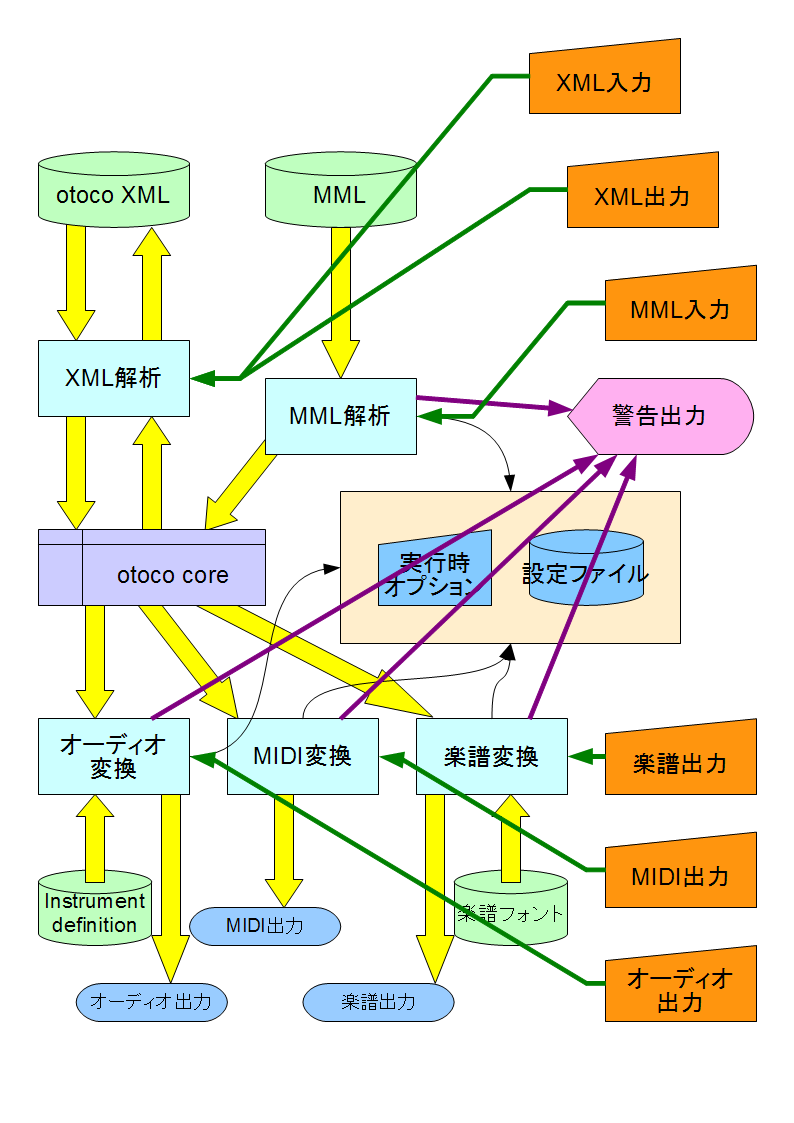 XML入力
otoco XML
MML
XML出力
MML入力
XML解析
MML解析
警告出力
otoco core
実行時
オプション
設定ファイル
オーディオ
変換
MIDI変換
楽譜変換
楽譜出力
Instrument
definition
MIDI出力
楽譜フォント
MIDI出力
オーディオ出力
楽譜出力
オーディオ
出力